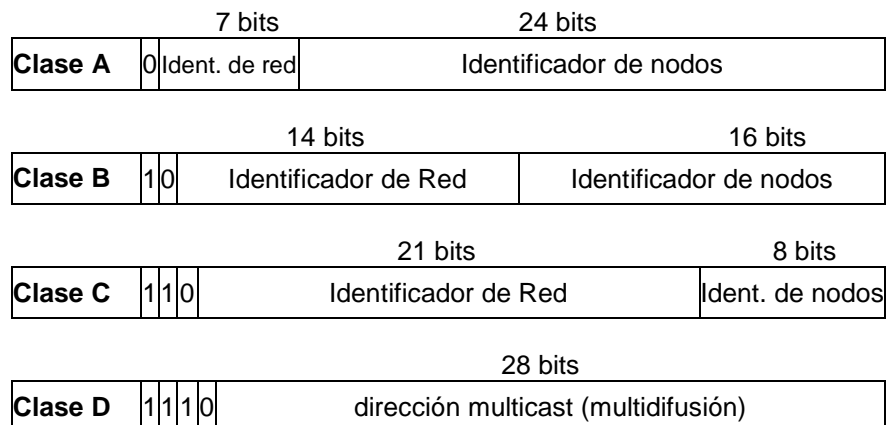 7 bits 24 bits
Clase A 0 Ident. de red Identificador de nodos
14 bits 16 bits
Clase B 1 0 Identificador de Red Identificador de nodos
21 bits 8 bits
Clase C 1 1 0 Identificador de Red Ident. de nodos
28 bits
Clase D 1 1 1 0 dirección multicast (multidifusión)